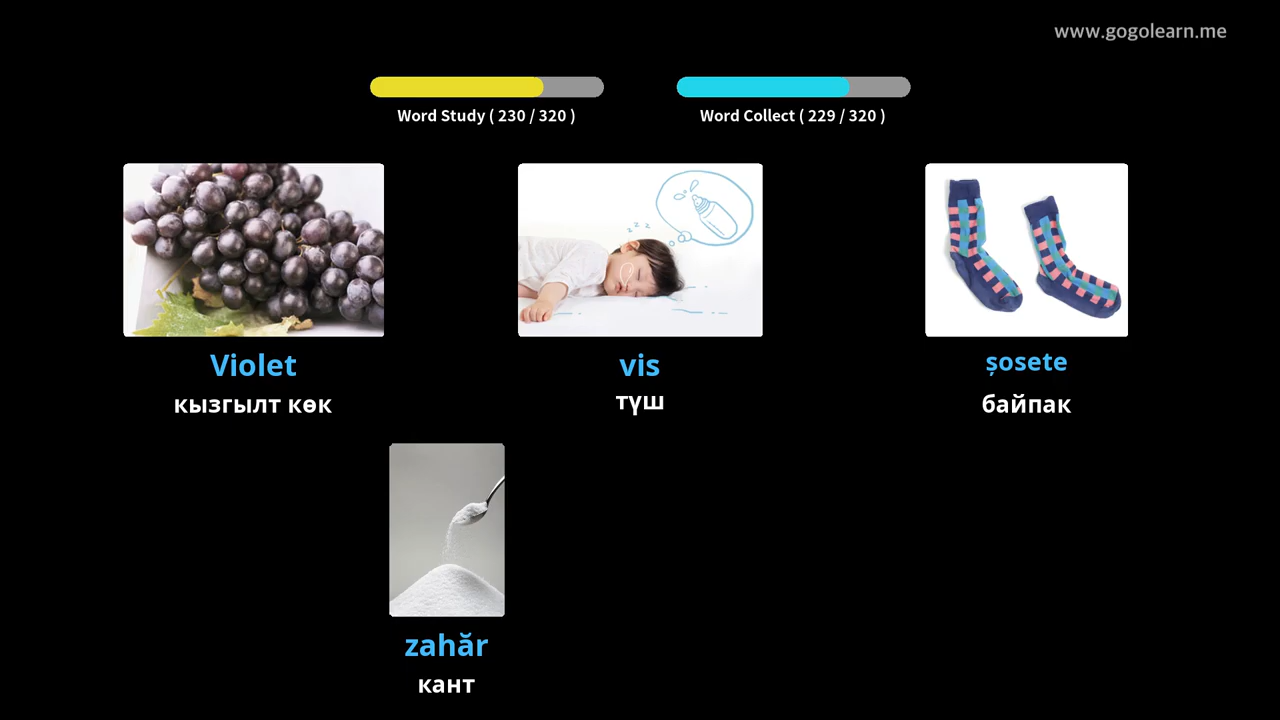 www.gogolearn.me
Word Study ( 230 / 320 )
Word Collect ( 229 / 320 )
Violet
кызгылт көк
vis
түш
șosete
байпак
zahăr
кант